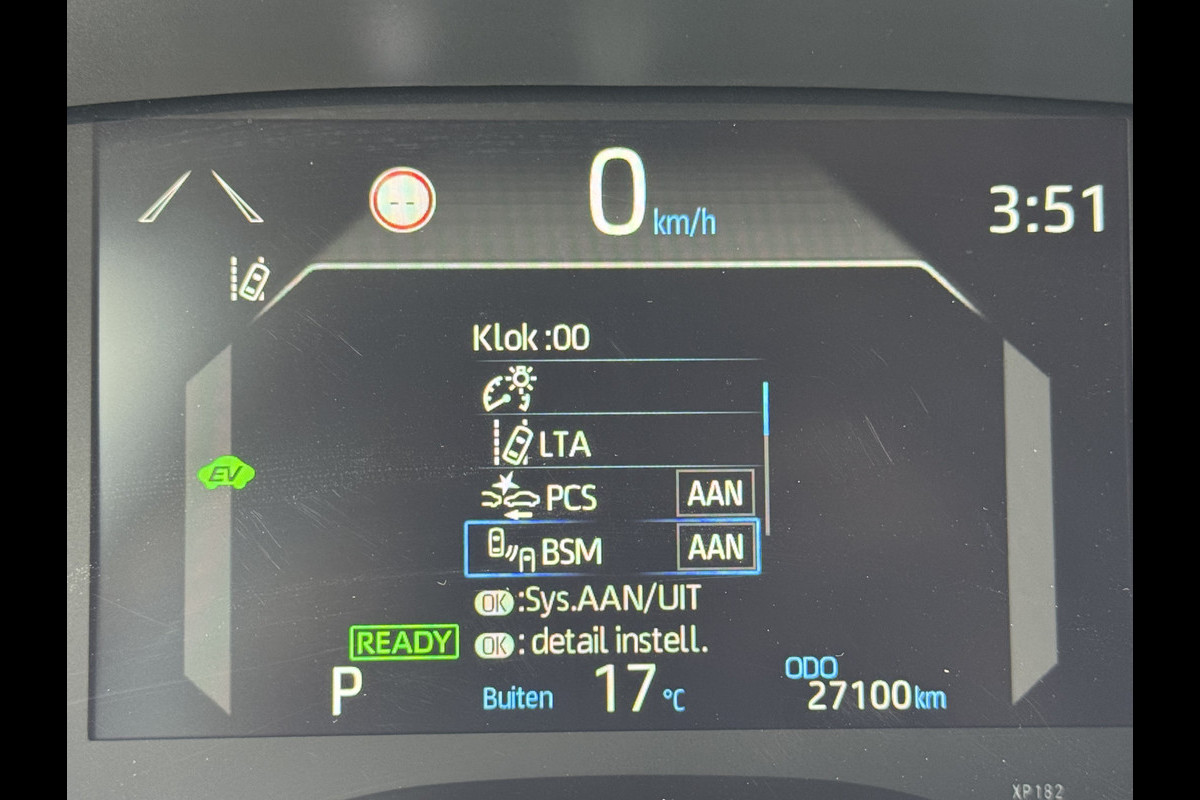 0 km/h
3:51
--
Klok :00
LTA
PCS AAN
BSM AAN
EV
OK :Sys.AAN/UIT
READY
OK : detail instell.
P
Buiten 17 °C
ODO
27100 km
XP182